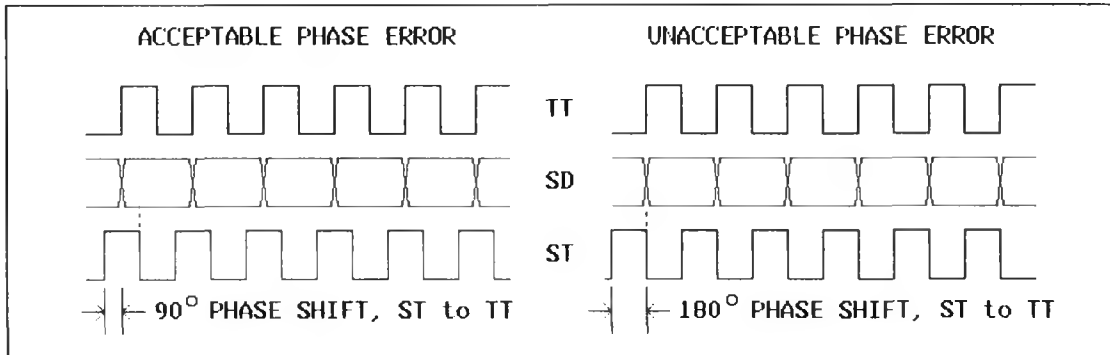 ACCEPTABLE PHASE ERROR
UNACCEPTABLE PHASE ERROR
TT
SD
ST
90° PHASE SHIFT, ST to TT
180° PHASE SHIFT, ST to TT